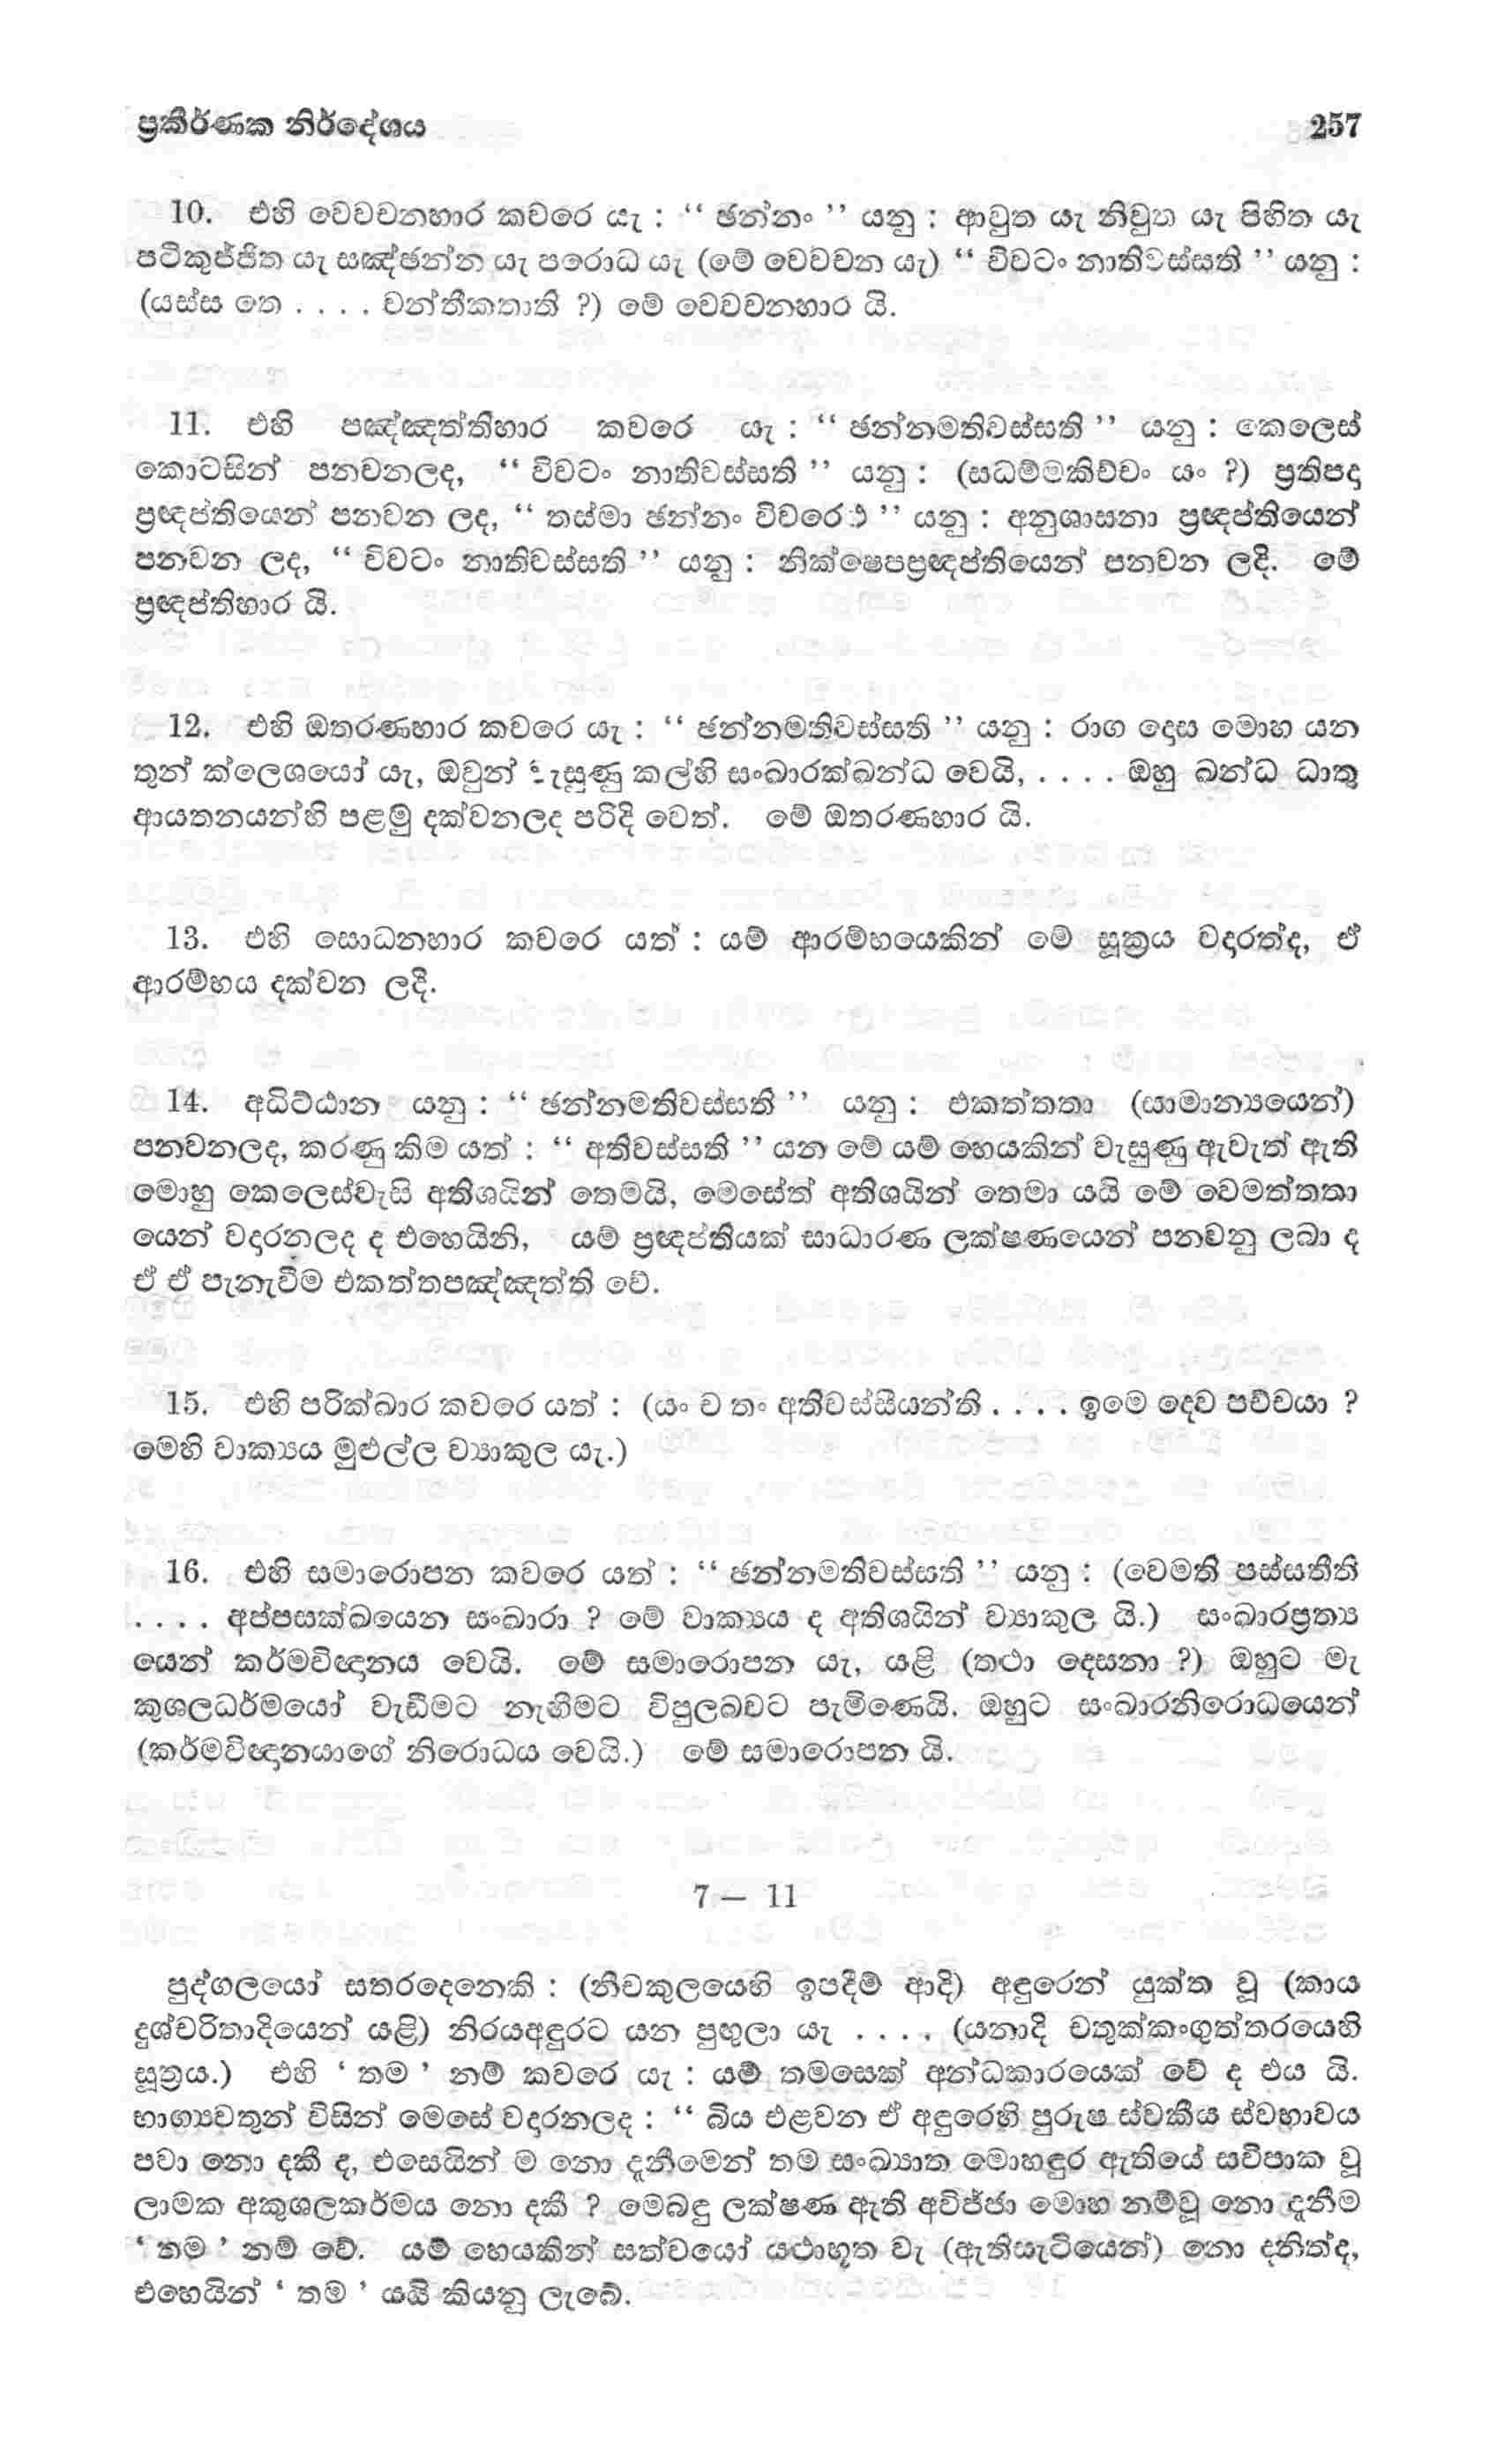 ප්‍රකීර්ණක නිර්දේශය 257
10. එහි වෙවචනහාර කවරෙ යැ : “ ඡන්නං ” යනු : ආවුත යැ නිවුත යැ පිහිත යැ
පටිකුජ්ජිත යැ සඤ්ඡන්න යැ පරොධ යැ (මේ වෙවචන යැ) “ විවටං නාතිවස්සති ” යනු :
(යස්ස තෙ . . . . වන්තීකතාති ?) මේ වෙවචනහාර යි.
11. එහි පඤ්ඤත්තිහාර කවරෙ යැ : “ ඡන්නමතිවස්සති ” යනු : කෙලෙස්
කොටසින් පනවනලද, “ විවටං නාතිවස්සති ” යනු : (සධම්මකිච්චං යං ?) ප්‍රතිපදා
ප්‍රඥප්තියෙන් පනවන ලද, “ තස්මා ඡන්නං විවරෙථ ” යනු : අනුශාසනා ප්‍රඥප්තියෙන්
පනවන ලද, “ විවටං නාතිවස්සති ” යනු : නික්ෂෙපප්‍රඥප්තියෙන් පනවන ලදි. මේ
ප්‍රඥප්තිහාර යි.
12. එහි ඔතරණහාර කවරෙ යැ : “ ඡන්නමතිවස්සති ” යනු : රාග දොස මොහ යන
තුන් ක්ලෙශයෝ යැ, ඔවුන් වැසුණු කල්හි සංඛාරක්ඛන්ධ වෙයි, . . . . ඔහු ඛන්ධ ධාතු
ආයතනයන්හි පළමු දක්වනලද පරිදි වෙත්. මේ ඔතරණහාර යි.
13. එහි සොධනහාර කවරෙ යත් : යම් ආරම්භයෙකින් මේ සූත්‍රය වදාරත්ද, ඒ
ආරම්භය දක්වන ලදී.
14. අධිට්ඨාන යනු : “ ඡන්නමතිවස්සති ” යනු : එකත්තතා (සාමාන්‍යයෙන්)
පනවනලද, කරුණු කිම යත් : “ අතිවස්සති ” යන මේ යම් හෙයකින් වැසුණු ඇවැත් ඇති
මොහු කෙලෙස්වැසි අතිශයින් තෙමයි, මෙසේත් අතිශයින් තෙමා යයි මේ වෙමත්තතා
යෙන් වදාරනලද ද එහෙයිනි, යම් ප්‍රඥප්තියක් සාධාරණ ලක්ෂණයෙන් පනවනු ලබා ද
ඒ ඒ පැනැවීම එකත්තපඤ්ඤත්ති වේ.
15. එහි පරික්ඛාර කවරෙ යත් : (යං ච තං අතිවස්සීයන්ති . . . . ඉමෙ දෙව පච්චයා ?
මෙහි වාක්‍යය මුළුල්ල ව්‍යාකුල යැ.)
16. එහි සමාරොපන කවරෙ යත් : “ ඡන්නමතිවස්සති ” යනු : (වෙමති පස්සතීති
. . . . අප්පසක්ඛයෙන සංඛාරා ? මේ වාක්‍යය ද අතිශයින් ව්‍යාකුල යි.) සංඛාරප්‍රත්‍ය
යෙන් කර්මවිඥානය වෙයි. මේ සමාරොපන යැ, යළි (තථා දෙසනා ?) ඔහුට මැ
කුශලධර්මයෝ වැඩීමට නැඟීමට විපුලබවට පැමිණෙයි. ඔහුට සංඛාරනිරොධයෙන්
(කර්මවිඥානයාගේ නිරොධය වෙයි.) මේ සමාරොපන යි.
7 — 11
පුද්ගලයෝ සතරදෙනෙකි : (නීචකුලයෙහි ඉපදීම් ආදි) අඳුරෙන් යුක්ත වූ (කාය
දුශ්චරිතාදියෙන් යළි) නිරයඅඳුරට යන පුඟුලා යැ . . . . (යනාදි චතුක්කංගුත්තරයෙහි
සූත්‍රය.) එහි ‘ තම ’ නම් කවරෙ යැ : යම් තමසෙක් අන්ධකාරයෙක් වේ ද එය යි.
භාග්‍යවතුන් විසින් මෙසේ වදාරනලද : “ බිය එළවන ඒ අඳුරෙහි පුරුෂ ස්වකීය ස්වභාවය
පවා නො දකී ද, එසෙයින් ම නො දැනීමෙන් තම සංඛ්‍යාත මොහඳුර ඇතියේ සවිපාක වූ
ලාමක අකුශලකර්මය නො දකී ? මෙබඳු ලක්ෂණ ඇති අවිජ්ජා මොහ නම්වූ නො දැනීම
‘ තම ’ නම් වේ. යම් හෙයකින් සත්වයෝ යථාභූත වැ (ඇතිසැටියෙන්) නො දනිත්ද,
එහෙයින් ‘ තම ’ යයි කියනු ලැබේ.